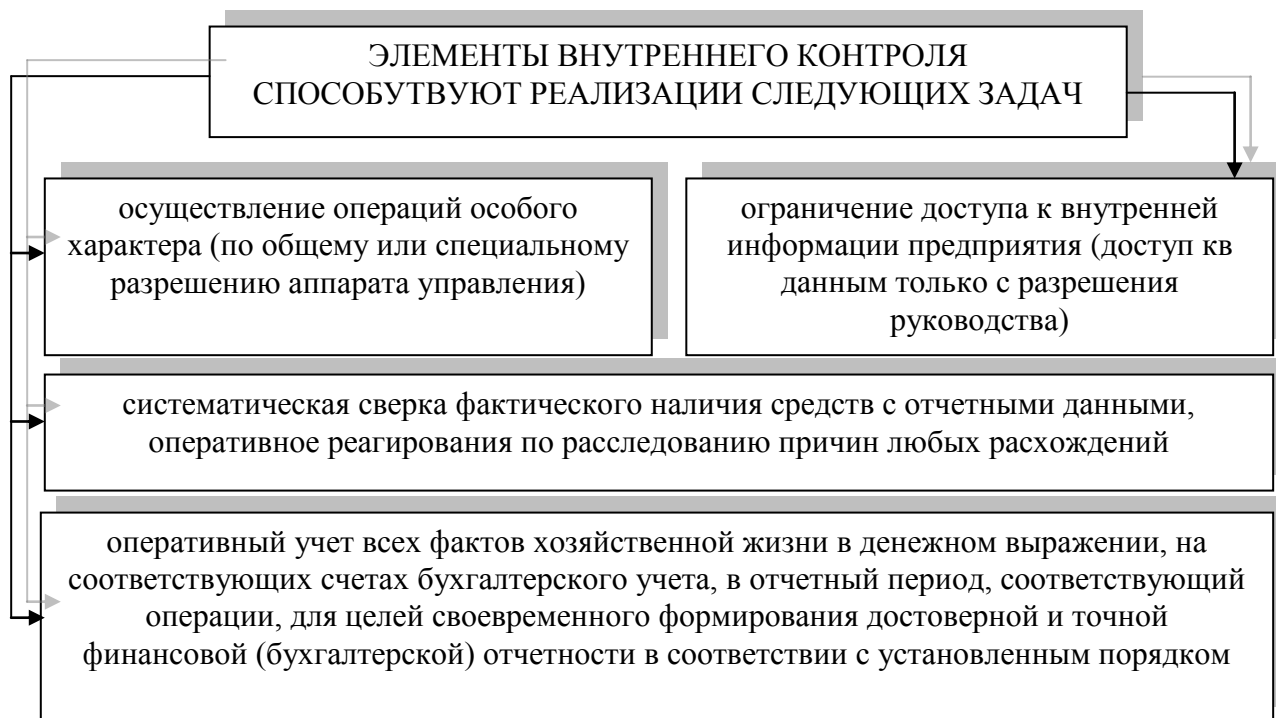 ЭЛЕМЕНТЫ ВНУТРЕННЕГО КОНТРОЛЯ
СПОСОБУТВУЮТ РЕАЛИЗАЦИИ СЛЕДУЮЩИХ ЗАДАЧ
осуществление операций особого
характера (по общему или специальному
разрешению аппарата управления)
ограничение доступа к внутренней
информации предприятия (доступ кв
данным только с разрешения
руководства)
систематическая сверка фактического наличия средств с отчетными данными,
оперативное реагирования по расследованию причин любых расхождений
оперативный учет всех фактов хозяйственной жизни в денежном выражении, на
соответствующих счетах бухгалтерского учета, в отчетный период, соответствующий
операции, для целей своевременного формирования достоверной и точной
финансовой (бухгалтерской) отчетности в соответствии с установленным порядком